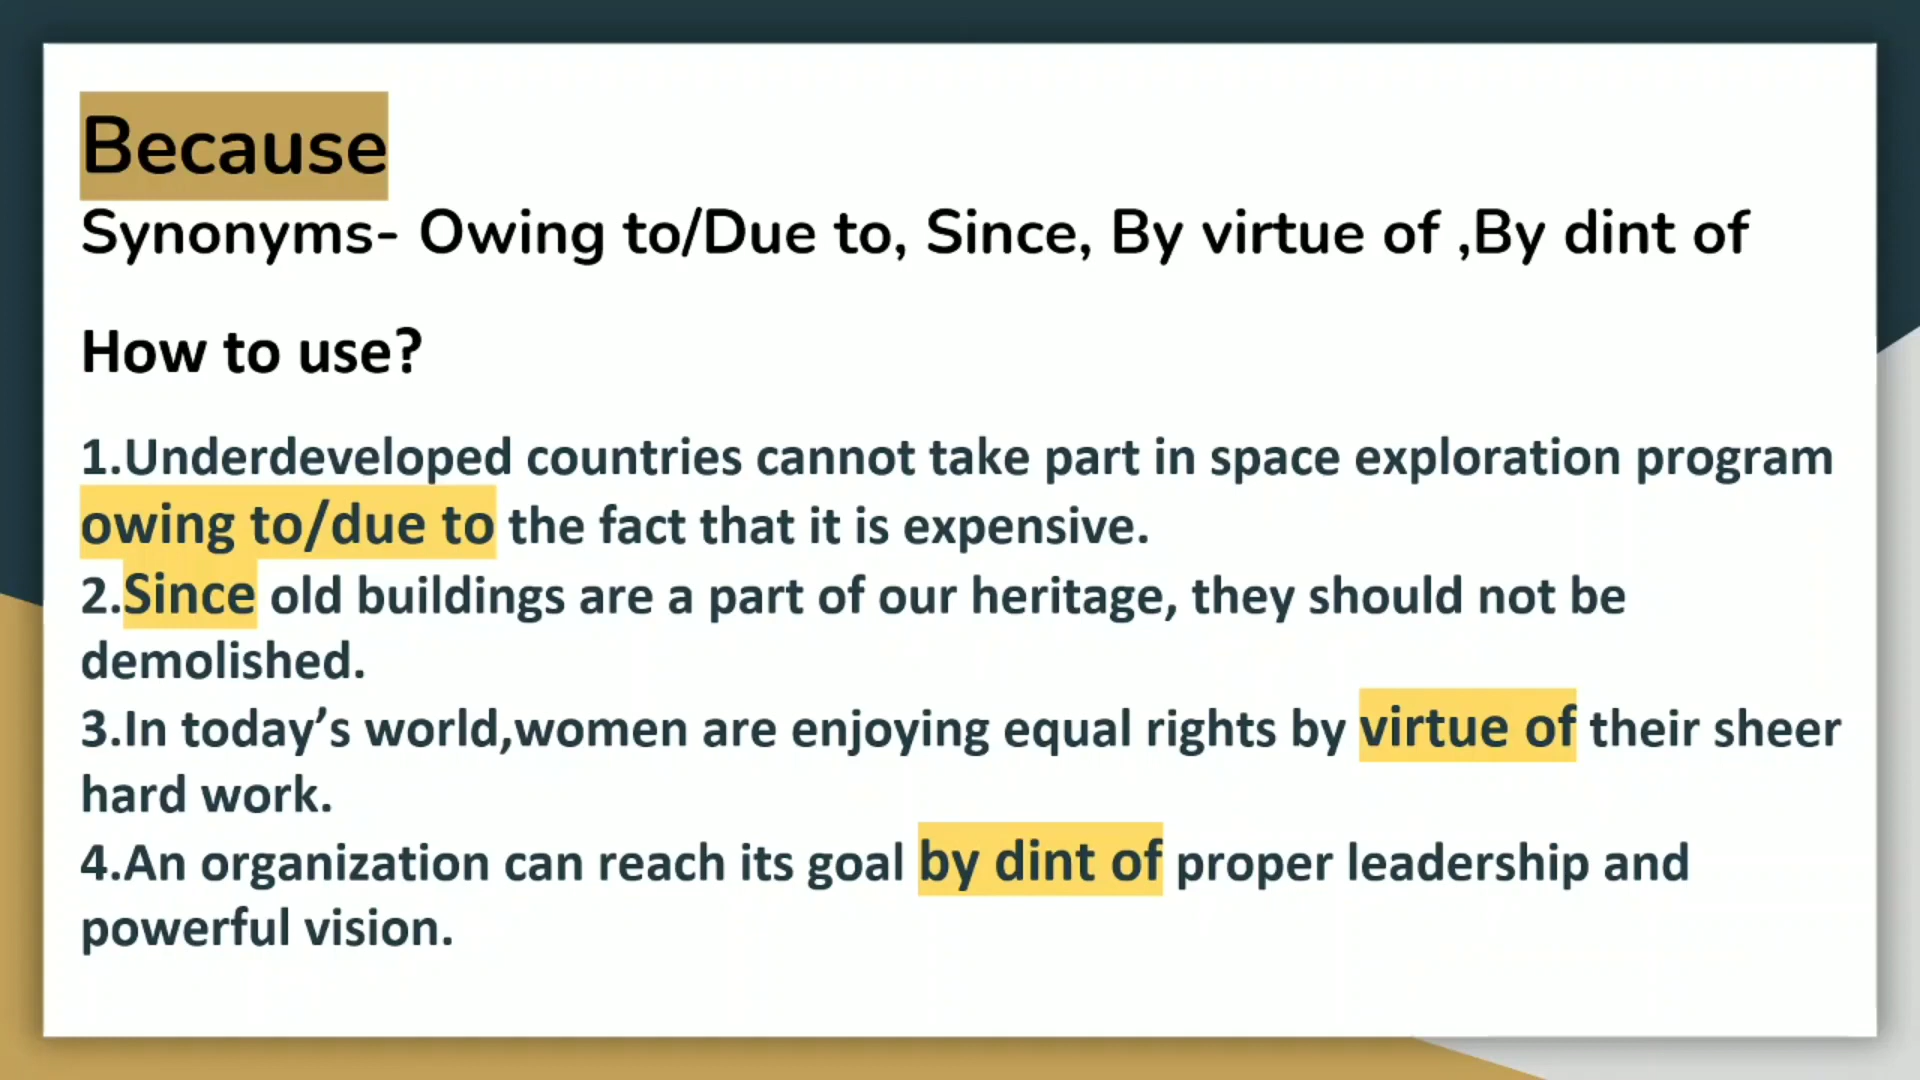 Because
Synonyms- Owing to/Due to, Since, By virtue of ,By dint of
How to use?
1.Underdeveloped countries cannot take part in space exploration program
owing to/due to the fact that it is expensive.
2.Since old buildings are a part of our heritage, they should not be
demolished.
3.In today’s world,women are enjoying equal rights by virtue of their sheer
hard work.
4.An organization can reach its goal by dint of proper leadership and
powerful vision.